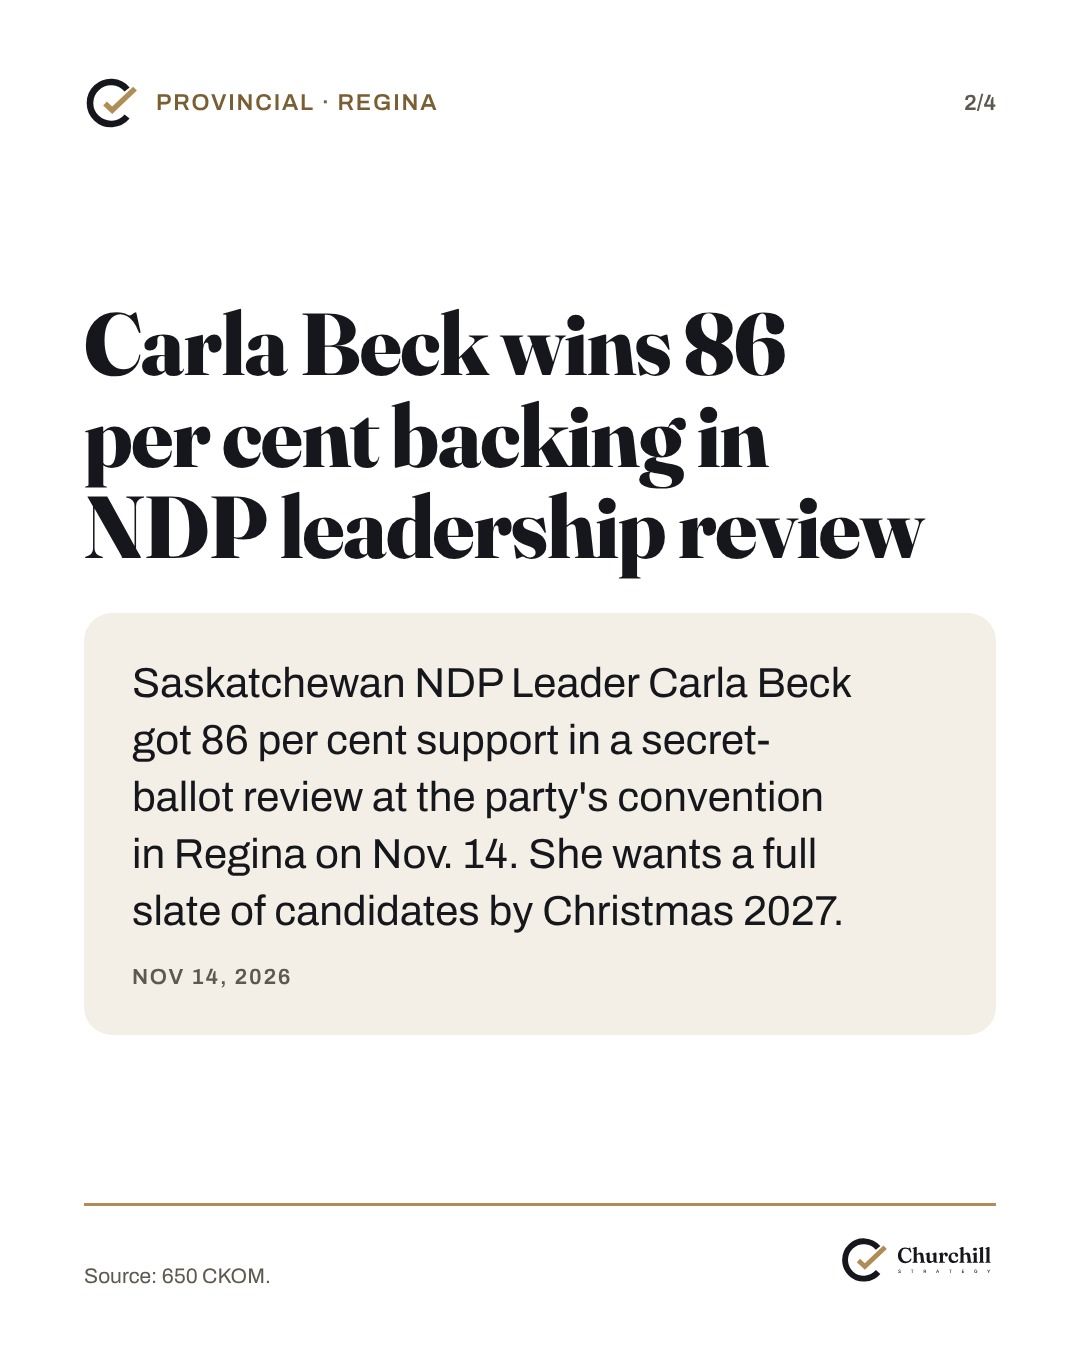 PROVINCIAL · REGINA
2/4
Carla Beck wins 86
per cent backing in
NDP leadership review
Saskatchewan NDP Leader Carla Beck
got 86 per cent support in a secret-
ballot review at the party's convention
in Regina on Nov. 14. She wants a full
slate of candidates by Christmas 2027.
NOV 14, 2026
Source: 650 CKOM.
Churchill
STRATEGY